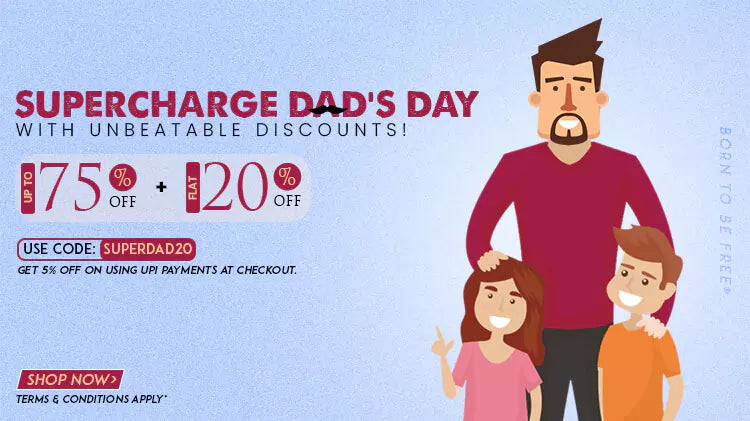 SUPERCHARGE DAD'S DAY
WITH UNBEATABLE DISCOUNTS!
UP TO 75% OFF + FLAT 20% OFF
USE CODE: SUPERDAD20
GET 5% OFF ON USING UPI PAYMENTS AT CHECKOUT.
SHOP NOW>
TERMS & CONDITIONS APPLY*
BORN TO BE FREE®